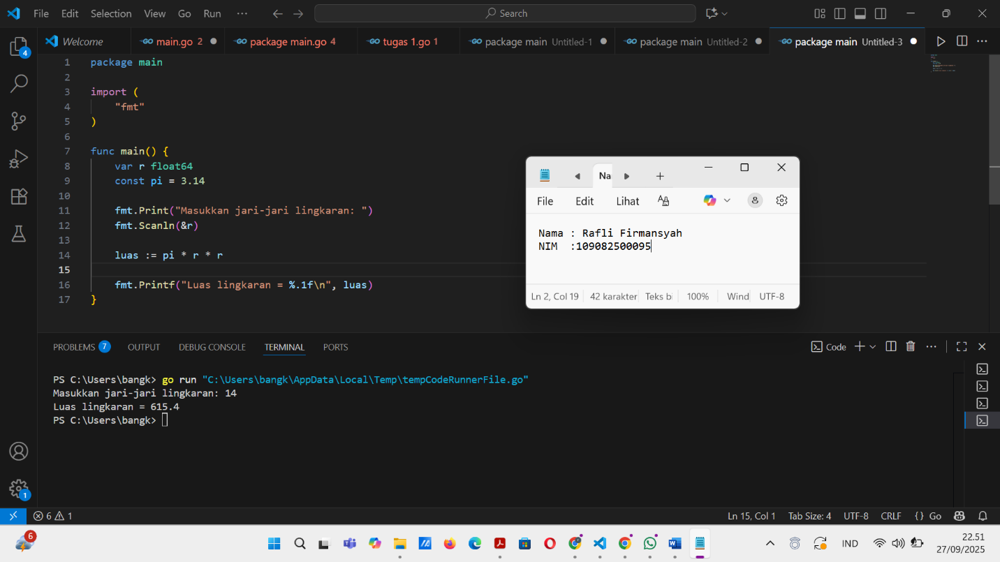 File Edit Selection View Go Run ··· Search
Welcome
main.go 2
package main.go 4
tugas 1.go 1
package main Untitled-1
package main Untitled-2
package main Untitled-3
4
1 package main
2
3 import (
4 "fmt"
5 )
6
7 func main() {
8 var r float64
9 const pi = 3.14
10
11 fmt.Print("Masukkan jari-jari lingkaran: ")
12 fmt.Scanln(&r)
13
14 luas := pi * r * r
15
16 fmt.Printf("Luas lingkaran = %.1f\n", luas)
17 }
Na
File Edit Lihat
Nama : Rafli Firmansyah
NIM  :109082500095
Ln 2, Col 19 42 karakter Teks bi 100% Wind UTF-8
PROBLEMS 7 OUTPUT DEBUG CONSOLE TERMINAL PORTS Code
PS C:\Users\bangk> go run "C:\Users\bangk\AppData\Local\Temp\tempCodeRunnerFile.go"
Masukkan jari-jari lingkaran: 14
Luas lingkaran = 615.4
PS C:\Users\bangk>
1
6 1 Ln 15, Col 1 Tab Size: 4 UTF-8 CRLF {} Go
6
IND
22.51
27/09/2025